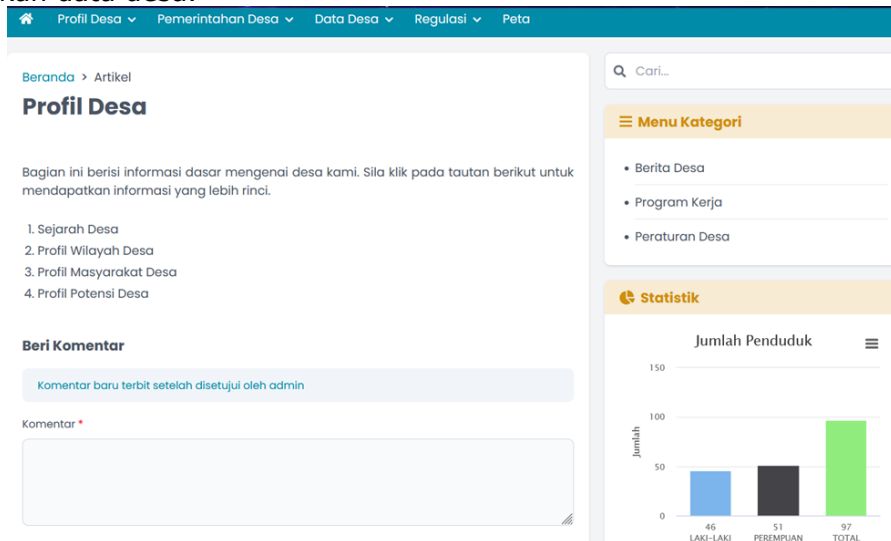 kan data desa.
Profil Desa Pemerintahan Desa Data Desa Regulasi Peta
Beranda > Artikel
Profil Desa
Bagian ini berisi informasi dasar mengenai desa kami. Sila klik pada tautan berikut untuk
mendapatkan informasi yang lebih rinci.
1. Sejarah Desa
2. Profil Wilayah Desa
3. Profil Masyarakat Desa
4. Profil Potensi Desa
Beri Komentar
Komentar baru terbit setelah disetujui oleh admin
Komentar *
Cari...
Menu Kategori
• Berita Desa
• Program Kerja
• Peraturan Desa
Statistik
Jumlah Penduduk
150
100
50
0
Jumlah
46 51 97
LAKI-LAKI PEREMPUAN TOTAL